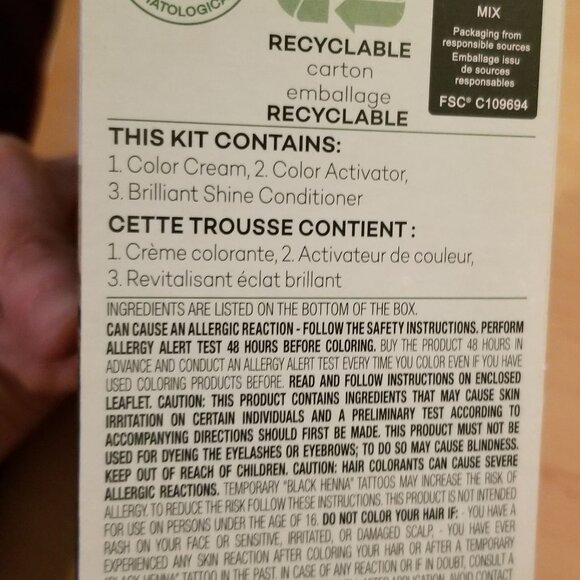 RECYCLABLE
carton
emballage
RECYCLABLE
MIX
Packaging from
responsible sources
Emballage issu
de sources
responsables
FSC® C109694
THIS KIT CONTAINS:
1. Color Cream, 2. Color Activator,
3. Brilliant Shine Conditioner
CETTE TROUSSE CONTIENT :
1. Crème colorante, 2. Activateur de couleur,
3. Revitalisant éclat brillant
INGREDIENTS ARE LISTED ON THE BOTTOM OF THE BOX.
CAN CAUSE AN ALLERGIC REACTION - FOLLOW THE SAFETY INSTRUCTIONS. PERFORM
ALLERGY ALERT TEST 48 HOURS BEFORE COLORING. BUY THE PRODUCT 48 HOURS IN
ADVANCE AND CONDUCT AN ALLERGY ALERT TEST EVERY TIME YOU COLOR EVEN IF YOU HAVE
USED COLORING PRODUCTS BEFORE. READ AND FOLLOW INSTRUCTIONS ON ENCLOSED
LEAFLET. CAUTION: THIS PRODUCT CONTAINS INGREDIENTS THAT MAY CAUSE SKIN
IRRITATION ON CERTAIN INDIVIDUALS AND A PRELIMINARY TEST ACCORDING TO
ACCOMPANYING DIRECTIONS SHOULD FIRST BE MADE. THIS PRODUCT MUST NOT BE
USED FOR DYEING THE EYELASHES OR EYEBROWS; TO DO SO MAY CAUSE BLINDNESS.
KEEP OUT OF REACH OF CHILDREN. CAUTION: HAIR COLORANTS CAN CAUSE SEVERE
ALLERGIC REACTIONS. TEMPORARY "BLACK HENNA" TATTOOS MAY INCREASE THE RISK OF
ALLERGY. TO REDUCE THE RISK FOLLOW THESE INSTRUCTIONS. THIS PRODUCT IS NOT INTENDED
FOR USE ON PERSONS UNDER THE AGE OF 16. DO NOT COLOR YOUR HAIR IF: - YOU HAVE A
RASH ON YOUR FACE OR SENSITIVE, IRRITATED, OR DAMAGED SCALP. - YOU HAVE EVER
EXPERIENCED ANY SKIN REACTION AFTER COLORING YOUR HAIR OR AFTER A TEMPORARY
"BLACK HENNA" TATTOO IN THE PAST. IN CASE OF ANY REACTION OR IF IN DOUBT, CONSULT A